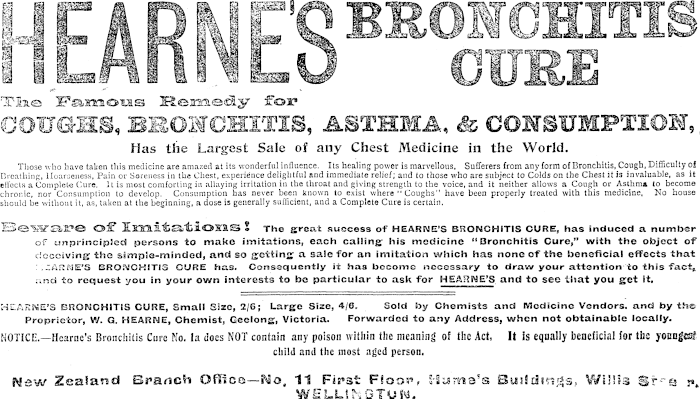 HEARNE'S BRONCHITIS
CURE
The Famous Remedy for
COUGHS, BRONCHITIS, ASTHMA, & CONSUMPTION,
Has the Largest Sale of any Chest Medicine in the World.
Those who have taken this medicine are amazed at its wonderful influence. Its healing power is marvellous. Sufferers from any form of Bronchitis, Cough, Difficulty of
Breathing, Hoarseness, Pain or Soreness in the Chest, experience delightful and immediate relief; and to those who are subject to Colds on the Chest it is invaluable, as it
effects a Complete Cure. It is most comforting in allaying irritation in the throat and giving strength to the voice, and it neither allows a Cough or Asthma to become
chronic, nor Consumption to develop. Consumption has never been known to exist where "Coughs" have been properly treated with this medicine. No house
should be without it, as, taken at the beginning, a dose is generally sufficient, and a Complete Cure is certain.
Beware of Imitations! The great success of HEARNE'S BRONCHITIS CURE, has induced a number
of unprincipled persons to make imitations, each calling his medicine "Bronchitis Cure," with the object of
deceiving the simple-minded, and so getting a sale for an imitation which has none of the beneficial effects that
HEARNE'S BRONCHITIS CURE has. Consequently it has become necessary to draw your attention to this fact,
and to request you in your own interests to be particular to ask for HEARNE'S and to see that you get it.
HEARNE'S BRONCHITIS CURE, Small Size, 2/6; Large Size, 4/6. Sold by Chemists and Medicine Vendors. and by the
Proprietor, W. G. HEARNE, Chemist, Geelong, Victoria. Forwarded to any Address, when not obtainable locally.
NOTICE.—Hearne's Bronchitis Cure No. 1a does NOT contain any poison within the meaning of the Act. It is equally beneficial for the youngest
child and the most aged person.
New Zealand Branch Office—No. 11 First Floor, Hume's Buildings, Willis
WELLINGTON.